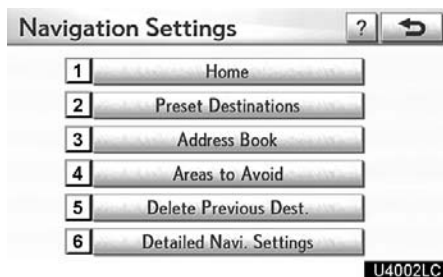 Navigation Settings ?
1 Home
2 Preset Destinations
3 Address Book
4 Areas to Avoid
5 Delete Previous Dest.
6 Detailed Navi. Settings
U4002LC